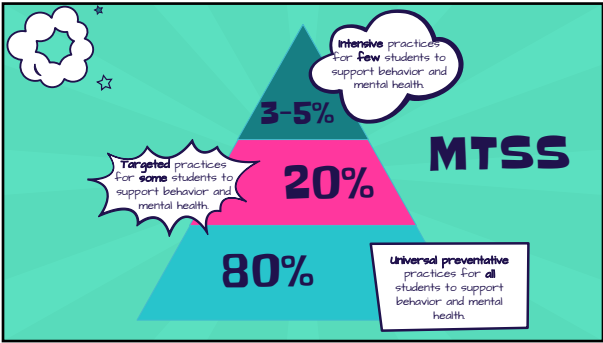 Intensive practices
for few students to
support behavior and
mental health.
3-5%
MTSS
Targeted practices
for some students to
support behavior and
mental health.
20%
80%
Universal preventative
practices for all
students to support
behavior and mental
health.